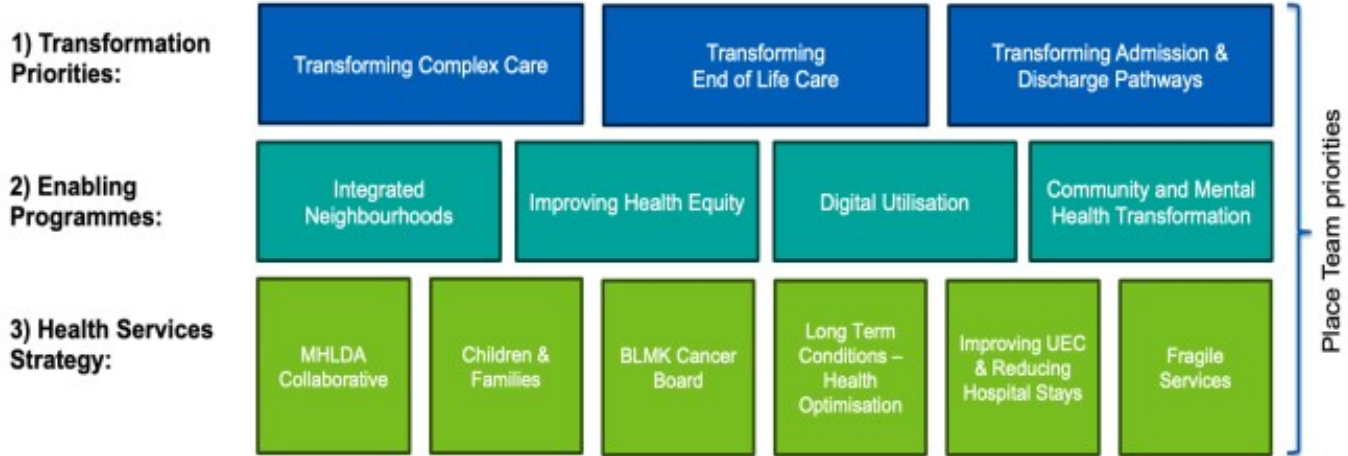 1) Transformation
Priorities:
Transforming Complex Care
Transforming
End of Life Care
Transforming Admission &
Discharge Pathways
2) Enabling
Programmes:
Integrated
Neighbourhoods
Improving Health Equity
Digital Utilisation
Community and Mental
Health Transformation
3) Health Services
Strategy:
MHLDA
Collaborative
Children &
Families
BLMK Cancer
Board
Long Term
Conditions –
Health
Optimisation
Improving UEC
& Reducing
Hospital Stays
Fragile
Services
Place Team priorities